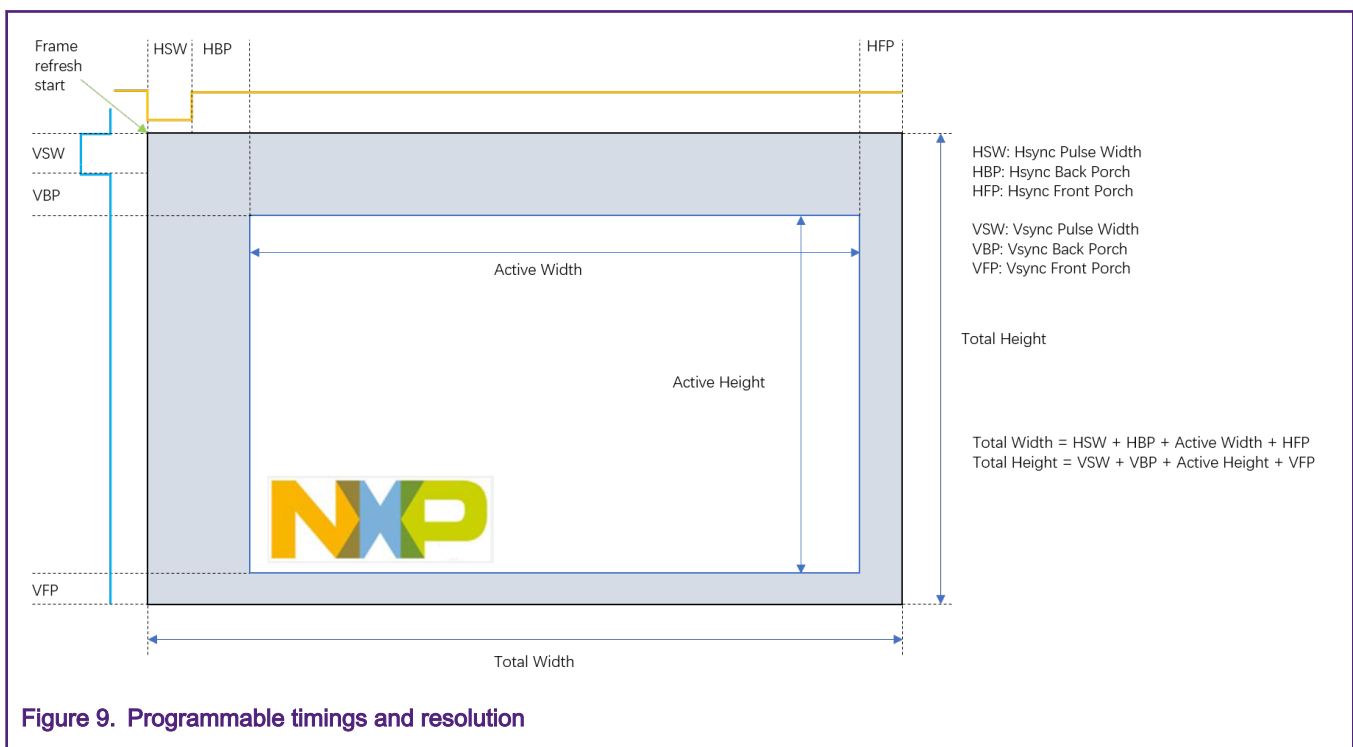 Frame
refresh
start
HSW
HBP
HFP
VSW
VBP
HSW: Hsync Pulse Width
HBP: Hsync Back Porch
HFP: Hsync Front Porch
VSW: Vsync Pulse Width
VBP: Vsync Back Porch
VFP: Vsync Front Porch
Active Width
Total Height
Active Height
Total Width = HSW + HBP + Active Width + HFP
Total Height = VSW + VBP + Active Height + VFP
NXP
VFP
Total Width
Figure 9. Programmable timings and resolution